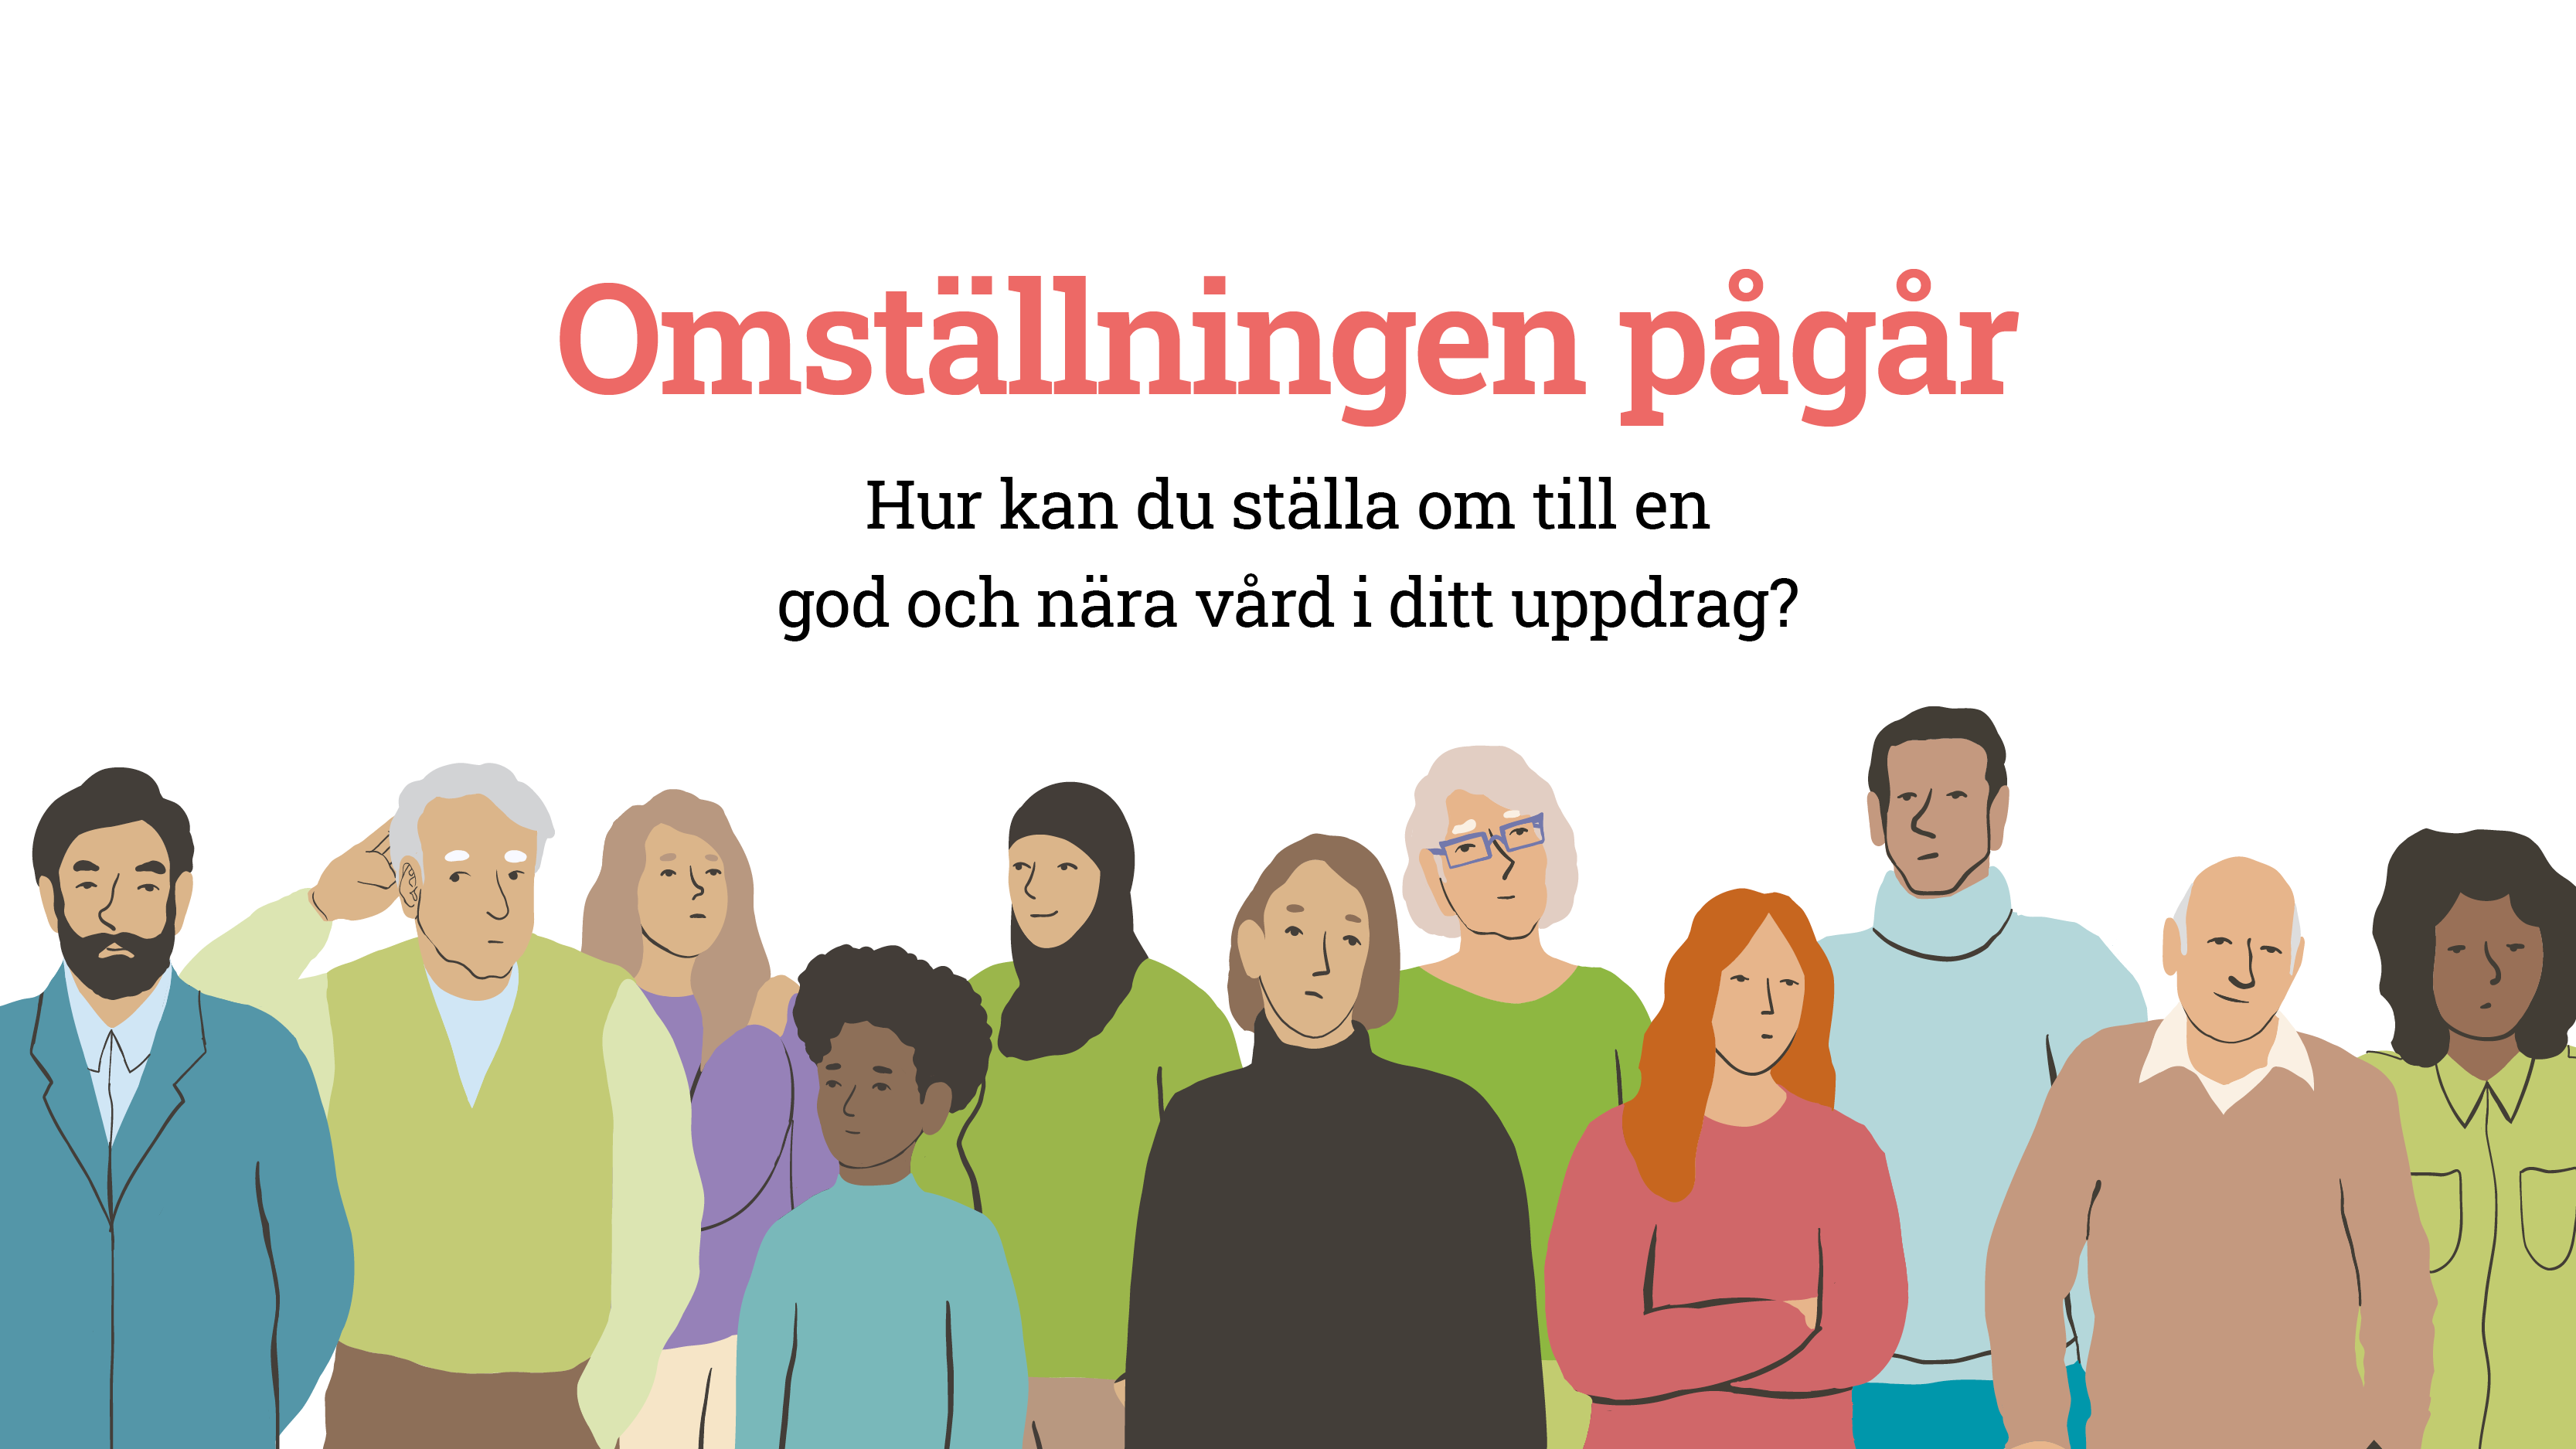 Omställningen pågår
Hur kan du ställa om till en
god och nära vård i ditt uppdrag?